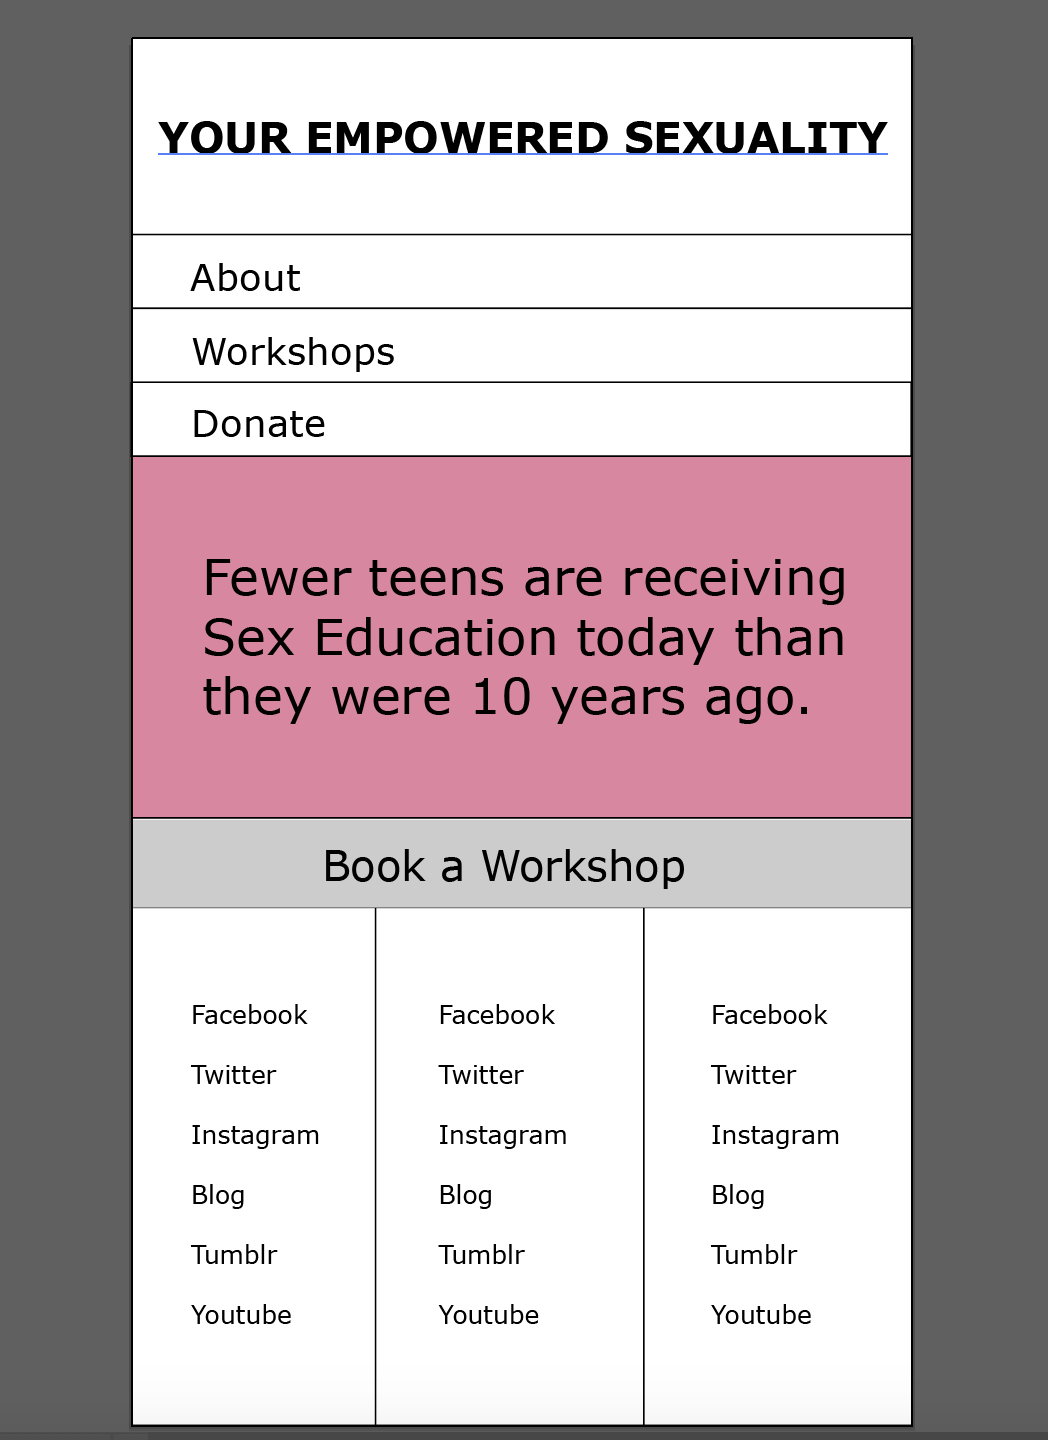 YOUR EMPOWERED SEXUALITY
About
Workshops
Donate
Fewer teens are receiving
Sex Education today than
they were 10 years ago.
Book a Workshop
Facebook
Twitter
Instagram
Blog
Tumblr
Youtube
Facebook
Twitter
Instagram
Blog
Tumblr
Youtube
Facebook
Twitter
Instagram
Blog
Tumblr
Youtube